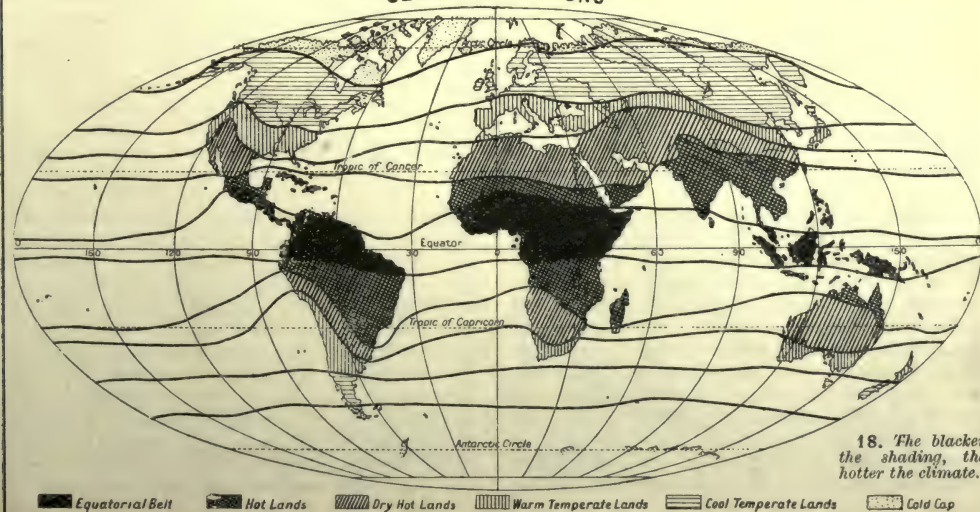 Arctic Circle
Tropic of Cancer
0 150 120 90 Equator 30 60 90 150
Tropic of Capricorn
Antarctic Circle
18. The blacker
the shading, the
hotter the climate.
Equatorial Belt Hot Lands Dry Hot Lands Warm Temperate Lands Cool Temperate Lands Cold Cap